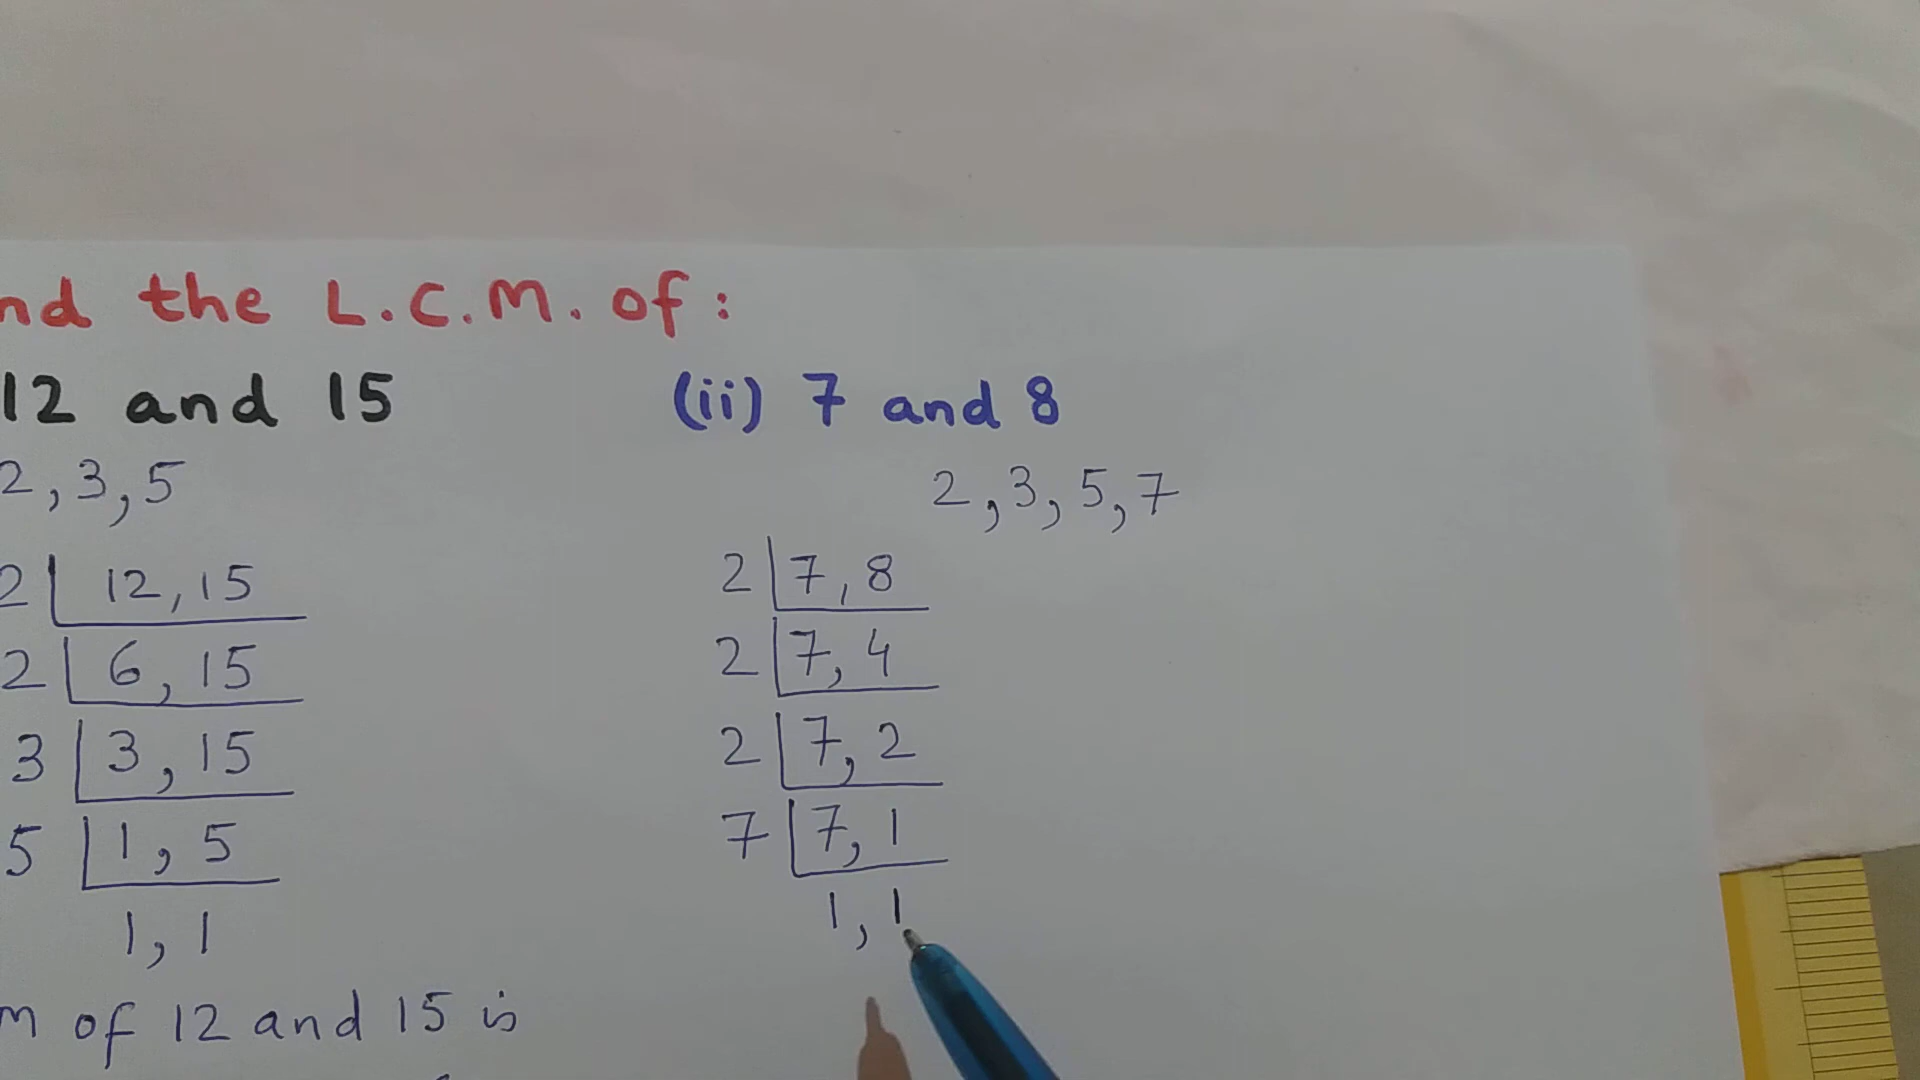 nd the L.C.M. of:
12 and 15
2, 3, 5
2 12, 15
2 6, 15
3 3, 15
5 1, 5
1, 1
m of 12 and 15 is
(ii) 7 and 8
2, 3, 5, 7
2 7, 8
2 7, 4
2 7, 2
7 7, 1
1, 1